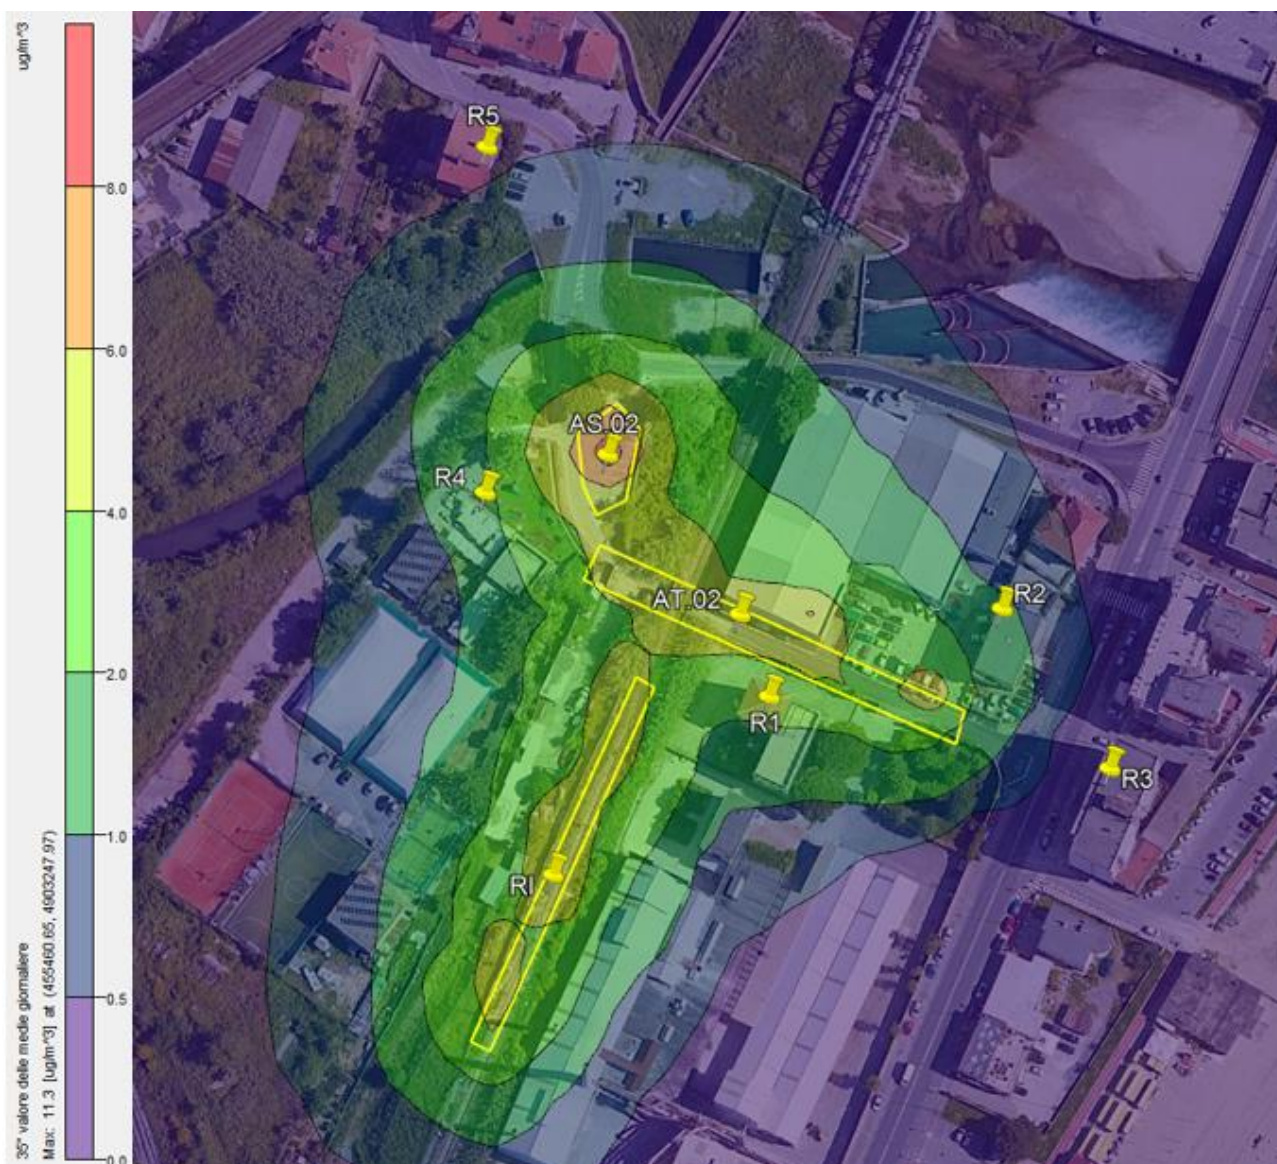 ug/m^3
8.0
6.0
4.0
2.0
1.0
0.5
0.0
35° valore delle medie giornaliere
Max: 11.3 [ug/m^3] at (455460.65, 4903247.97)
R5
AS.02
R4
AT.02
R2
R1
R3
RI